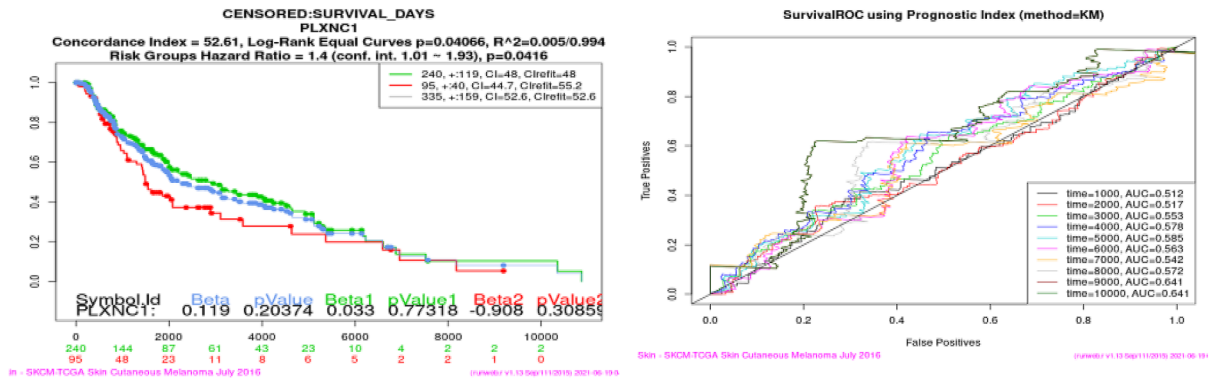 CENSORED:SURVIVAL_DAYS
PLXNC1
Concordance Index = 52.61, Log-Rank Equal Curves p=0.04066, R^2=0.005/0.994
Risk Groups Hazard Ratio = 1.4 (conf. int. 1.01 ~ 1.93), p=0.0416
240, +:119, CI=48, CIrefit=48
95, +:40, CI=44.7, CIrefit=55.2
335, +:159, CI=52.6, CIrefit=52.6
1.0
0.8
0.6
0.4
0.2
0.0
Symbol.Id Beta pValue Beta1 pValue1 Beta2 pValue2
PLXNC1: 0.119 0.20374 0.033 0.77318 -0.908 0.30859
0 2000 4000 6000 8000 10000
240 144 87 61 43 23 10 4 2 2 2
95 48 23 11 8 6 5 2 2 1 0
in - SKCM-TCGA Skin Cutaneous Melanoma July 2016
SurvivalROC using Prognostic Index (method=KM)
True Positives
1.0
0.8
0.6
0.4
0.2
0.0
time=1000, AUC=0.512
time=2000, AUC=0.517
time=3000, AUC=0.553
time=4000, AUC=0.578
time=5000, AUC=0.585
time=6000, AUC=0.563
time=7000, AUC=0.542
time=8000, AUC=0.572
time=9000, AUC=0.641
time=10000, AUC=0.641
0.0 0.2 0.4 0.6 0.8 1.0
False Positives
Skin - SKCM-TCGA Skin Cutaneous Melanoma July 2016